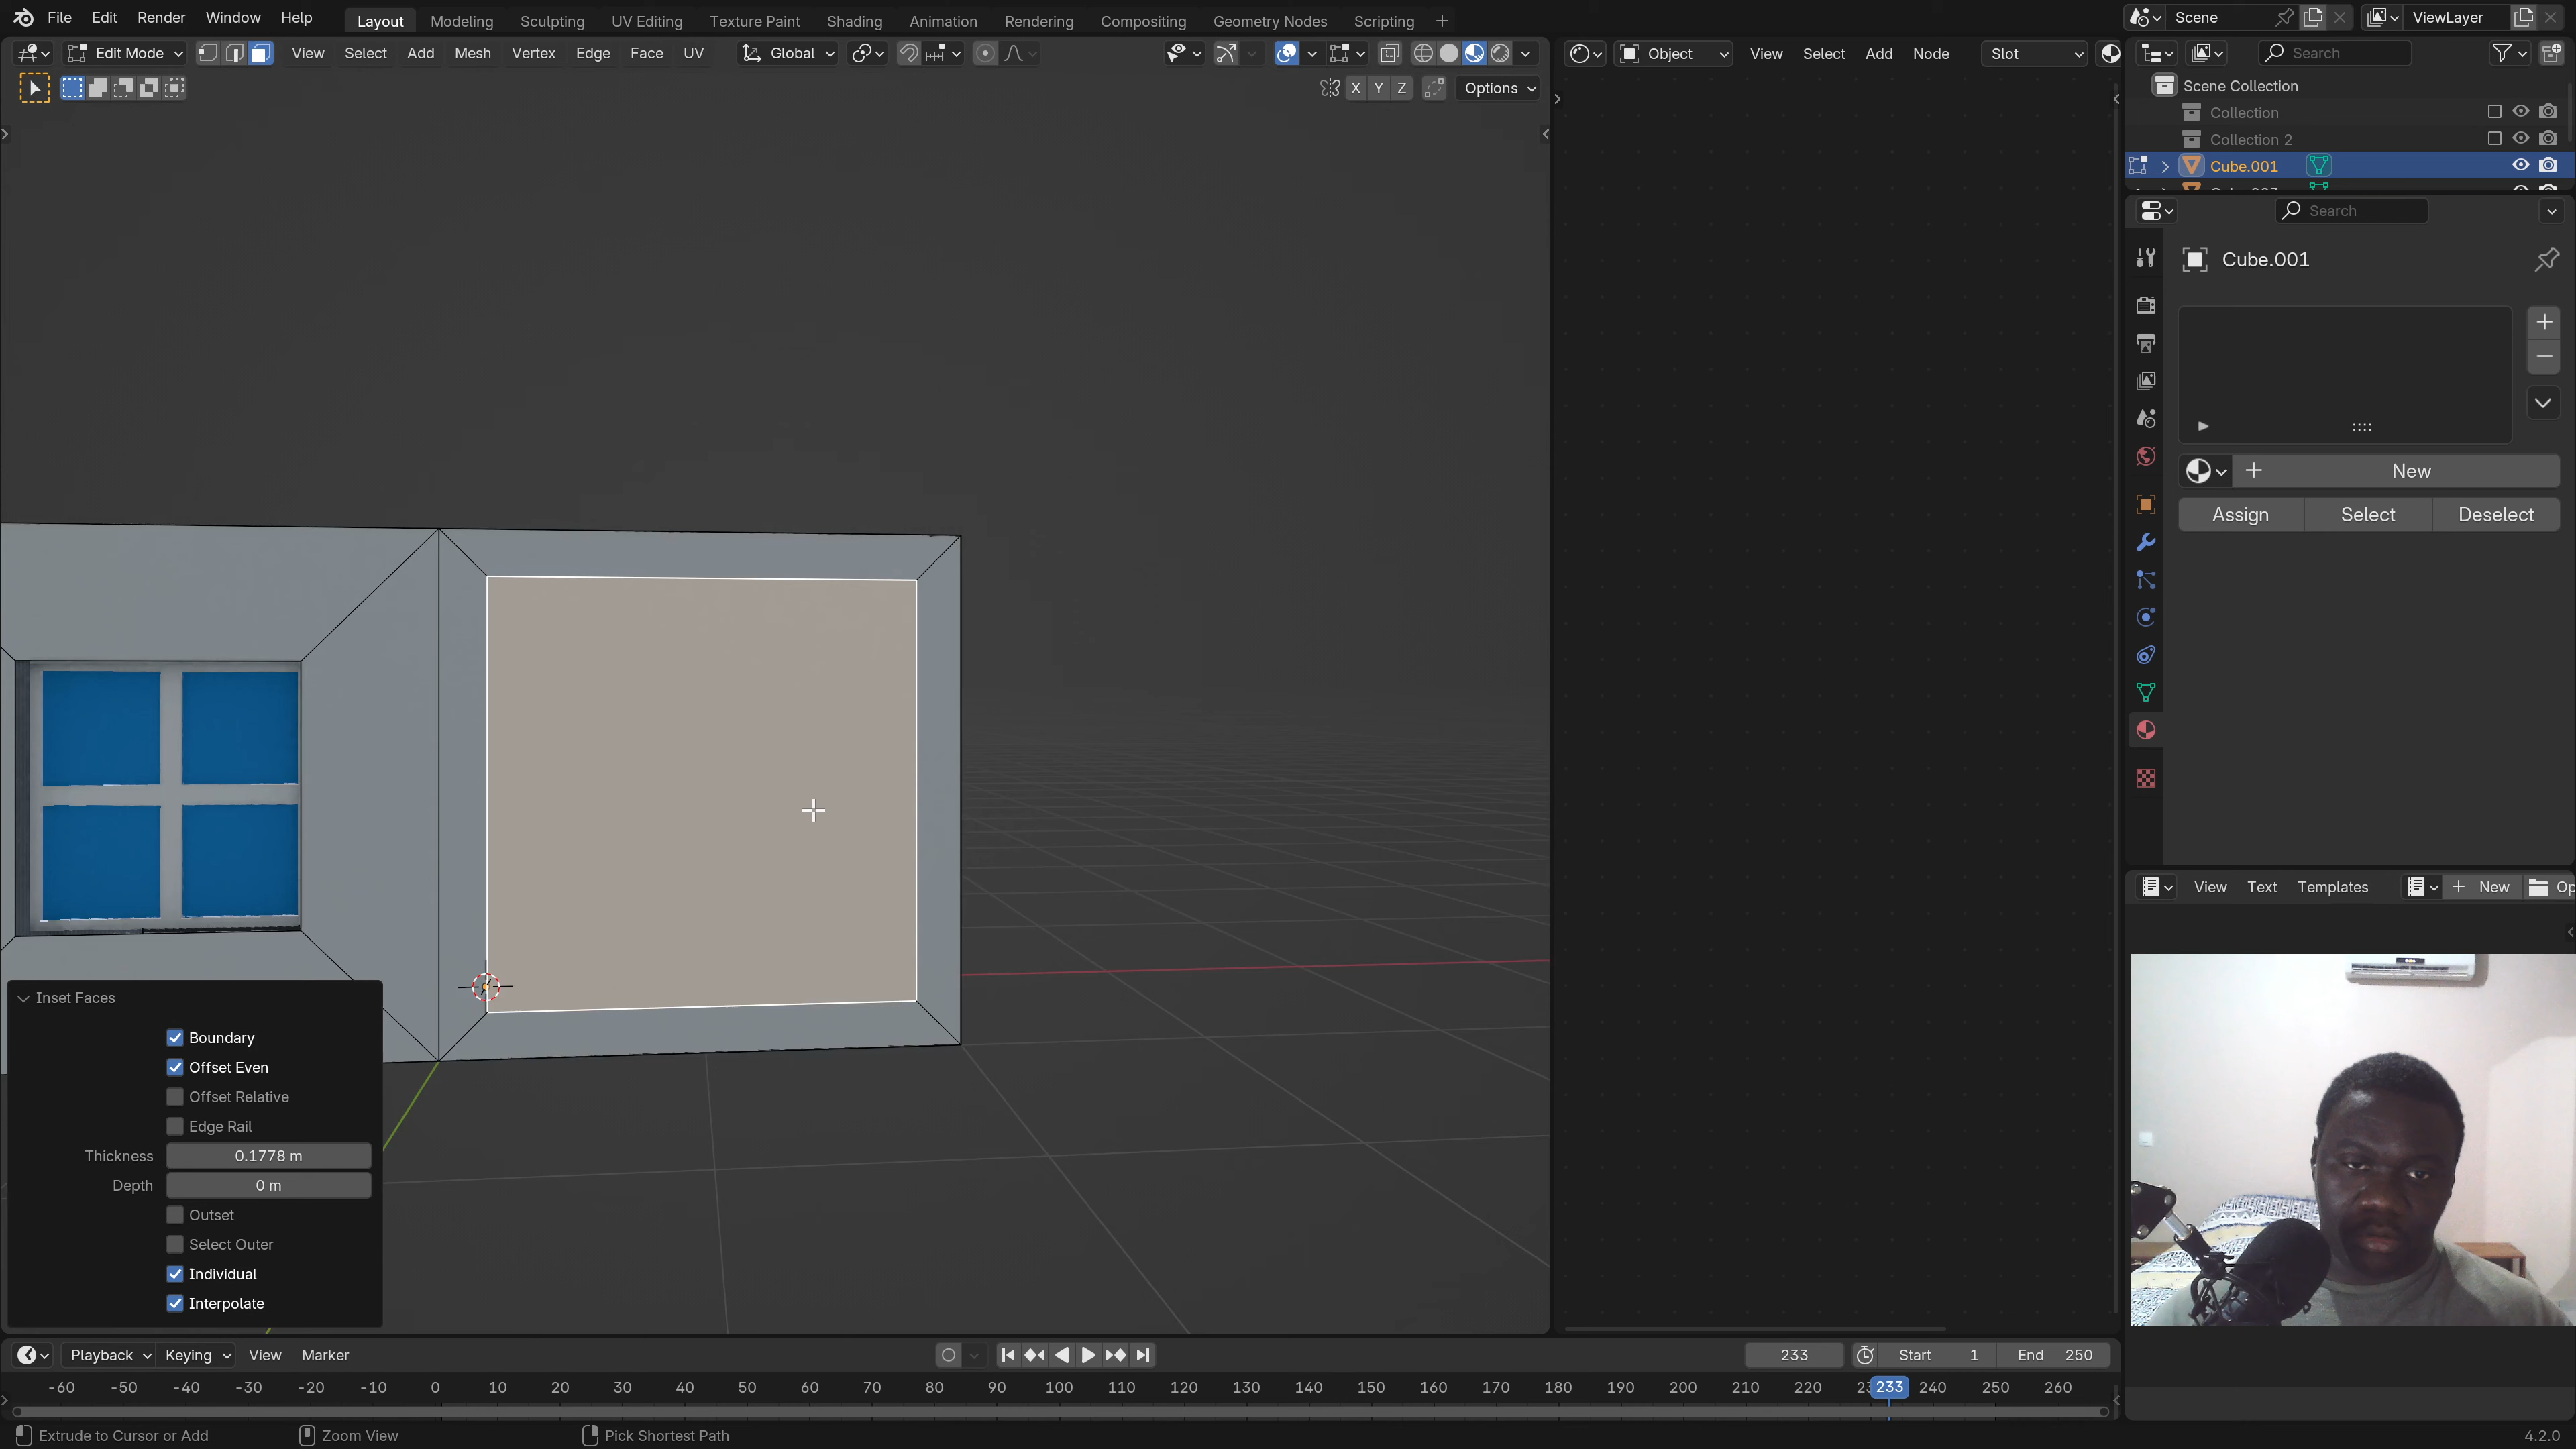 File Edit Render Window Help Layout Modeling Sculpting UV Editing Texture Paint Shading Animation Rendering Compositing Geometry Nodes Scripting Scene ViewLayer
Edit Mode View Select Add Mesh Vertex Edge Face UV Global Object View Select Add Node Slot Search
X Y Z Options
Scene Collection
Collection
Collection 2
Cube.001
Search
Cube.001
New
Assign Select Deselect
View Text Templates New Op
Inset Faces
Boundary
Offset Even
Offset Relative
Edge Rail
Thickness 0.1778 m
Depth 0 m
Outset
Select Outer
Individual
Interpolate
Playback Keying View Marker 233 Start 1 End 250
-60 -50 -40 -30 -20 -10 0 10 20 30 40 50 60 70 80 90 100 110 120 130 140 150 160 170 180 190 200 210 220 233 240 250 260
Extrude to Cursor or Add Zoom View Pick Shortest Path 4.2.0